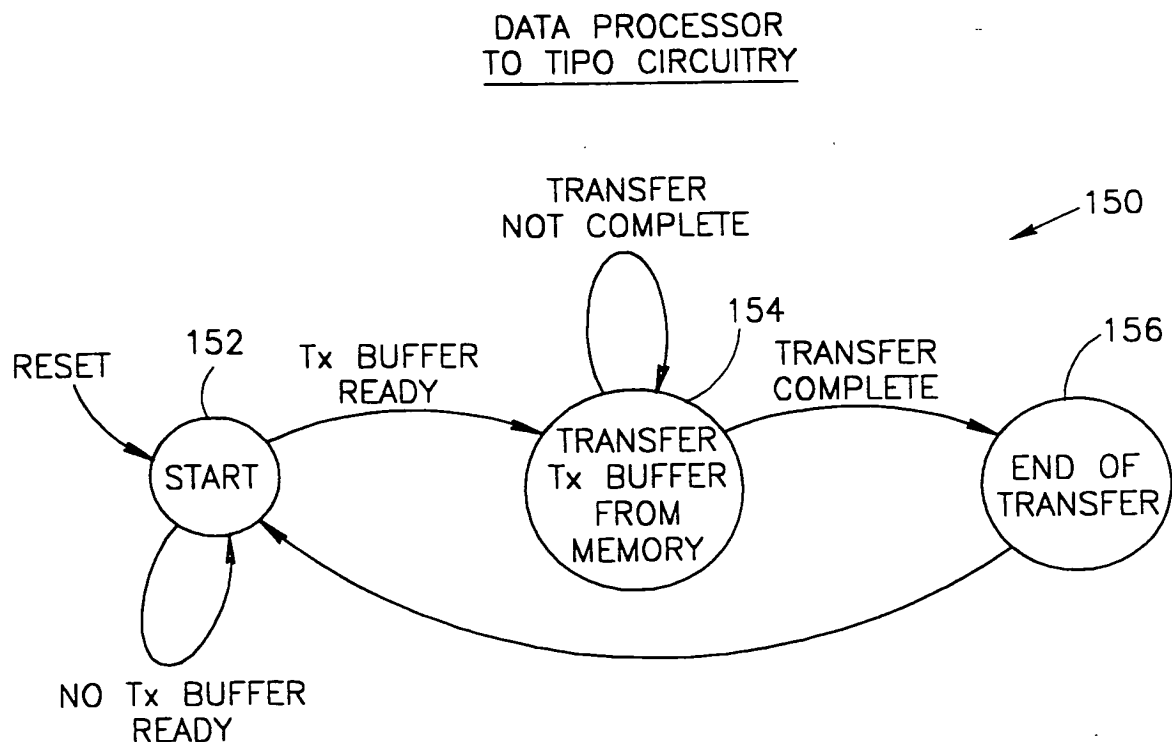 DATA PROCESSOR
TO TIPO CIRCUITRY
TRANSFER
NOT COMPLETE
150
154
152
156
RESET
Tx BUFFER
READY
TRANSFER
COMPLETE
START
TRANSFER
Tx BUFFER
FROM
MEMORY
END OF
TRANSFER
NO Tx BUFFER
READY